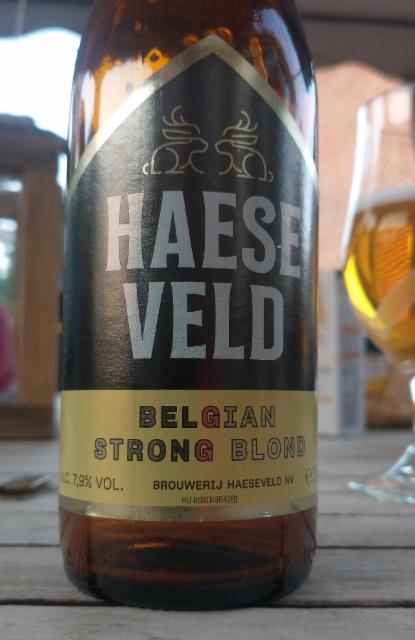 HAESE
VELD
BELGIAN
STRONG BLOND
ALC. 7,9% VOL.
BROUWERIJ HAESEVELD NV